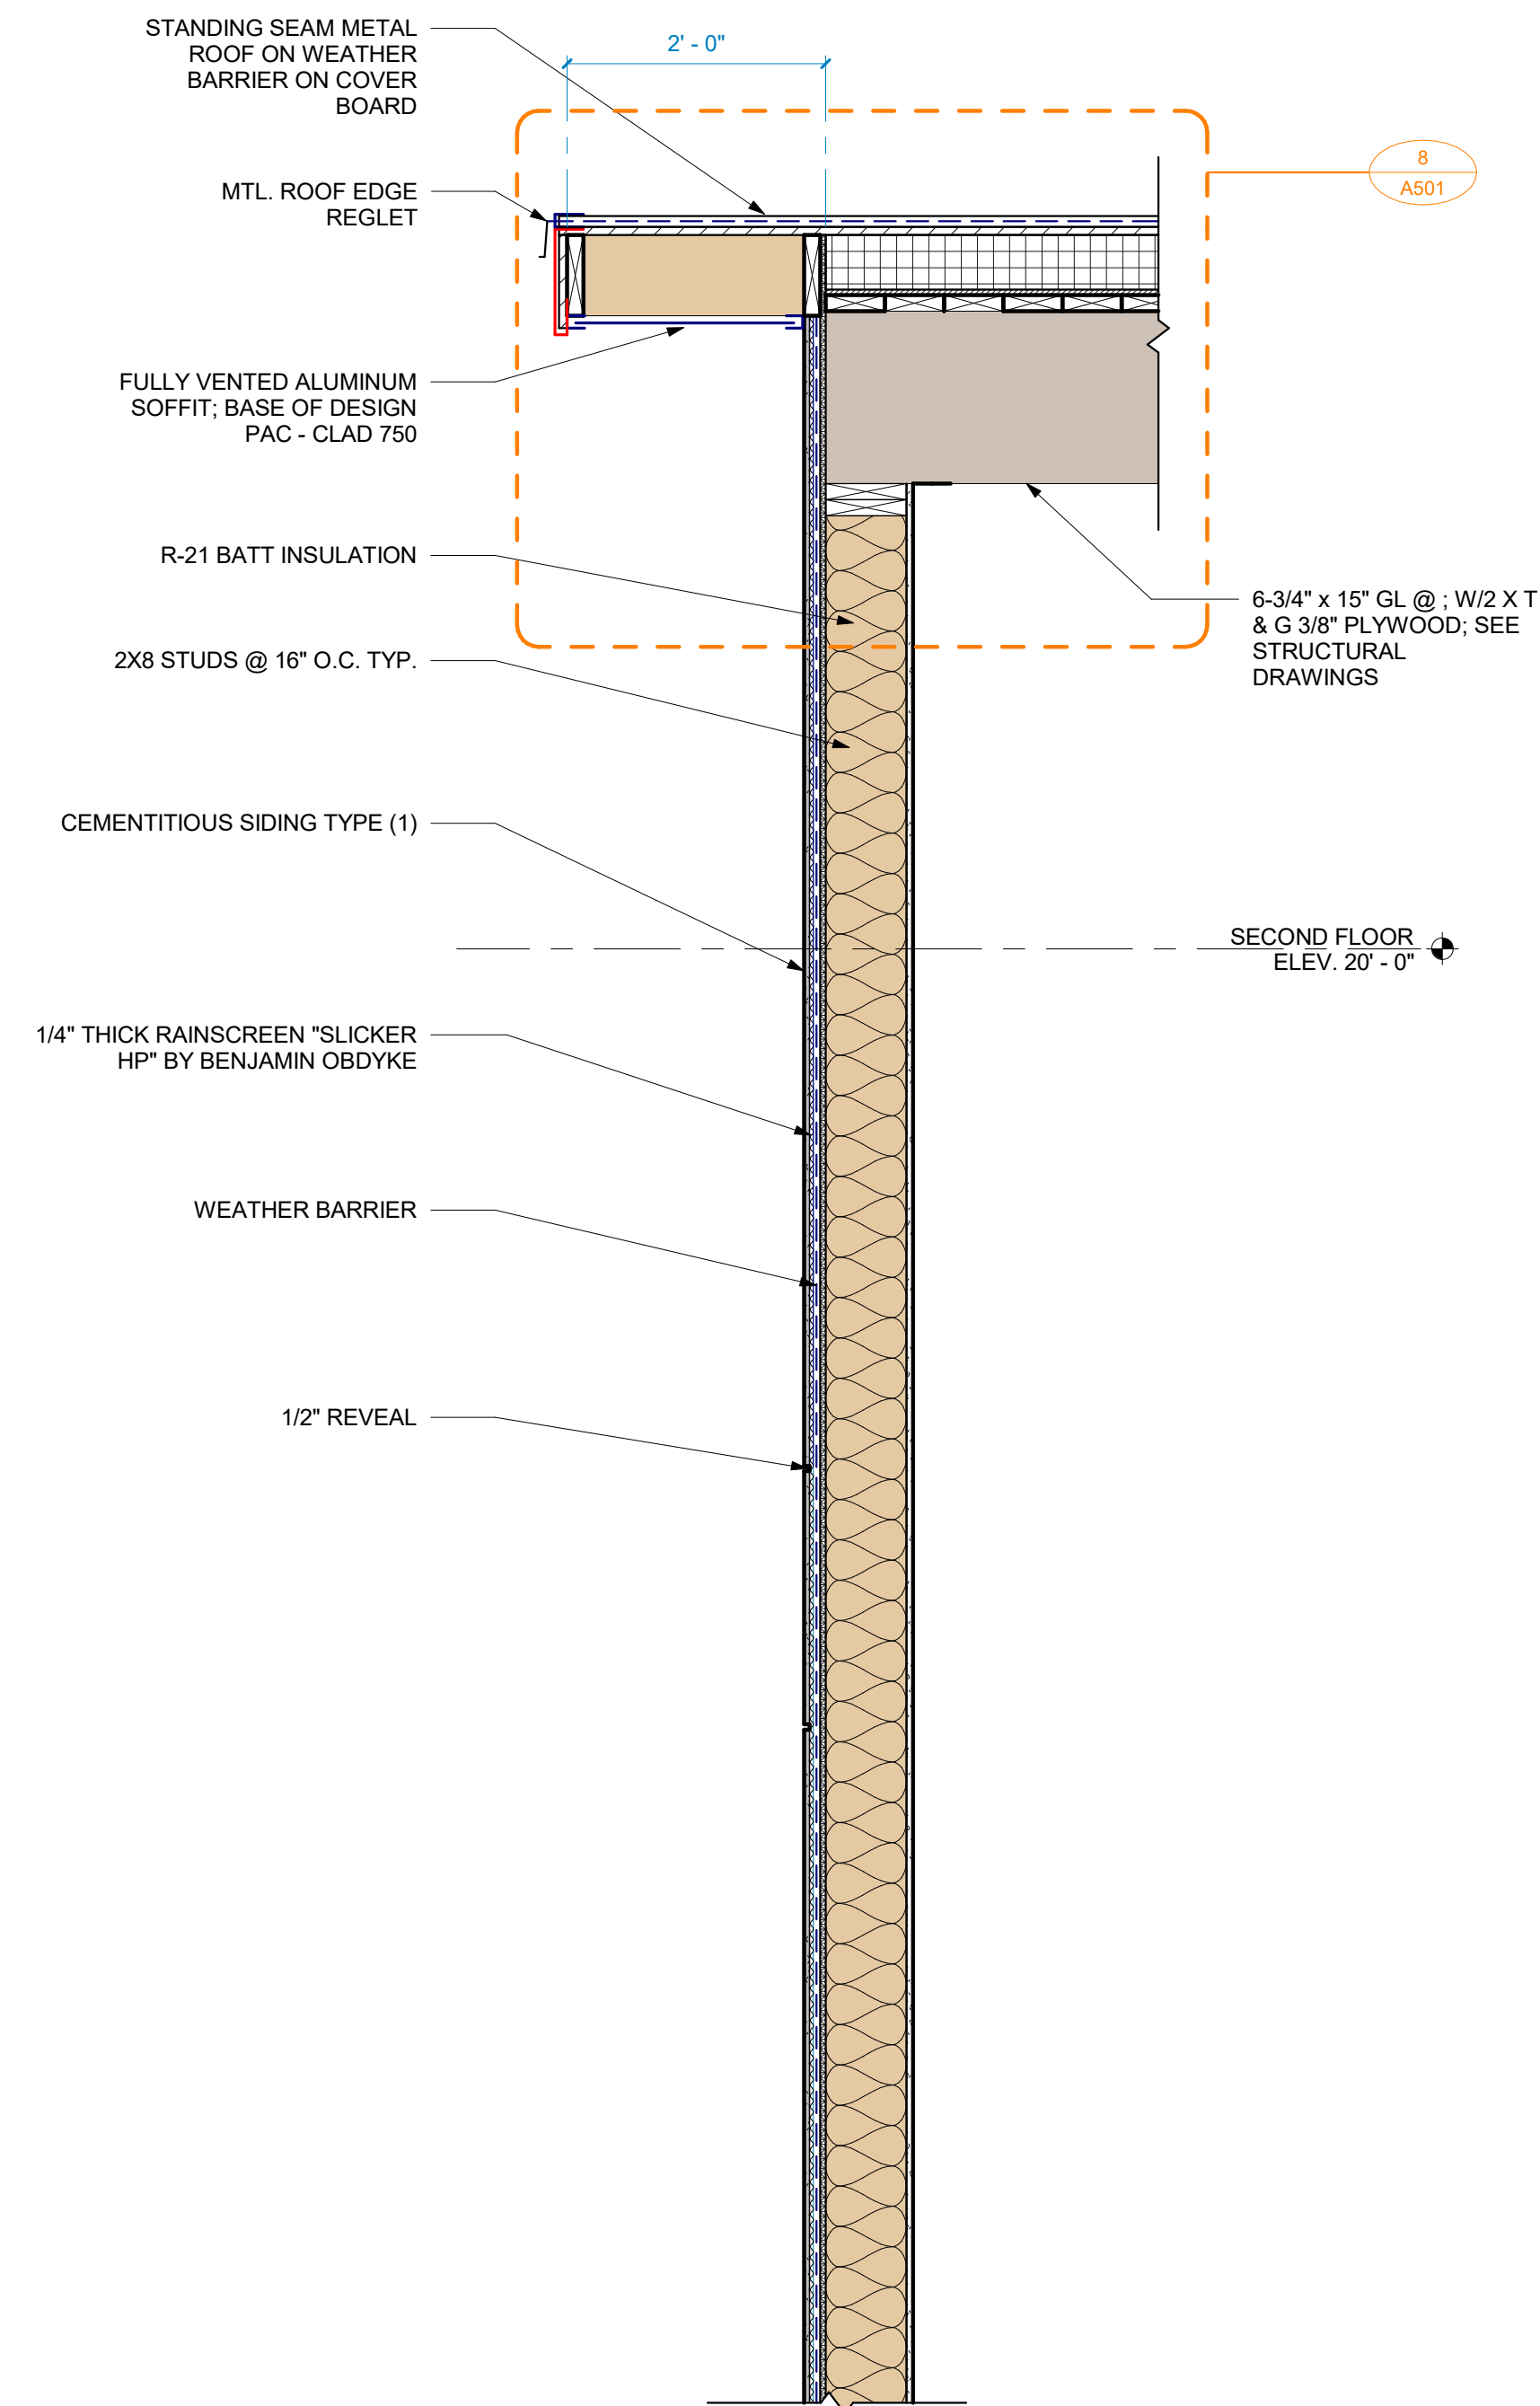 STANDING SEAM METAL
ROOF ON WEATHER
BARRIER ON COVER
BOARD
2' - 0"
8
A501
MTL. ROOF EDGE
REGLET
FULLY VENTED ALUMINUM
SOFFIT; BASE OF DESIGN
PAC - CLAD 750
R-21 BATT INSULATION
6-3/4" x 15" GL @ ; W/2 X T
& G 3/8" PLYWOOD; SEE
STRUCTURAL
DRAWINGS
2X8 STUDS @ 16" O.C. TYP.
CEMENTITIOUS SIDING TYPE (1)
SECOND FLOOR
ELEV. 20' - 0"
1/4" THICK RAINSCREEN "SLICKER
HP" BY BENJAMIN OBDYKE
WEATHER BARRIER
1/2" REVEAL